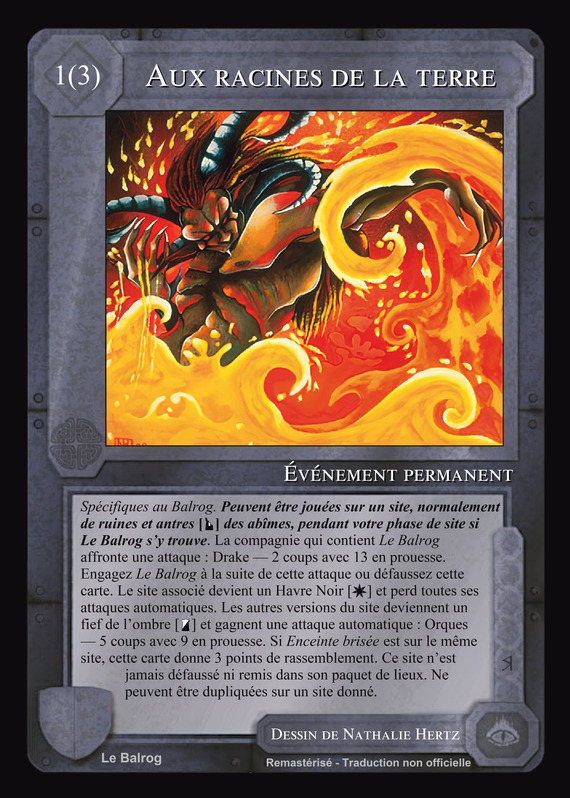 1(3)
Aux racines de la terre
Événement permanent
Spécifiques au Balrog. Peuvent être jouées sur un site, normalement
de ruines et antres [] des abîmes, pendant votre phase de site si
Le Balrog s'y trouve. La compagnie qui contient Le Balrog
affronte une attaque : Drake — 2 coups avec 13 en prouesse.
Engagez Le Balrog à la suite de cette attaque ou défaussez cette
carte. Le site associé devient un Havre Noir [] et perd toutes ses
attaques automatiques. Les autres versions du site deviennent un
fief de l'ombre [] et gagnent une attaque automatique : Orques
— 5 coups avec 9 en prouesse. Si Enceinte brisée est sur le même
site, cette carte donne 3 points de rassemblement. Ce site n'est
jamais défaussé ni remis dans son paquet de lieux. Ne
peuvent être dupliquées sur un site donné.
Dessin de Nathalie Hertz
Le Balrog
Remastérisé - Traduction non officielle